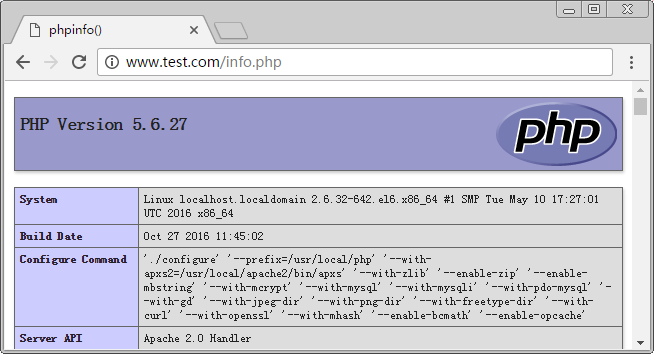 phpinfo()
www.test.com/info.php
PHP Version 5.6.27
php
System
Linux localhost.localdomain 2.6.32-642.el6.x86_64 #1 SMP Tue May 10 17:27:01
UTC 2016 x86_64
Build Date
Oct 27 2016 11:45:02
Configure Command
'./configure' '--prefix=/usr/local/php' '--with-
apxs2=/usr/local/apache2/bin/apxs' '--with-zlib' '--enable-zip' '--enable-
mbstring' '--with-mcrypt' '--with-mysql' '--with-mysqli' '--with-pdo-mysql' '-
-with-gd' '--with-jpeg-dir' '--with-png-dir' '--with-freetype-dir' '--with-
curl' '--with-openssl' '--with-mhash' '--enable-bcmath' '--enable-opcache'
Server API
Apache 2.0 Handler